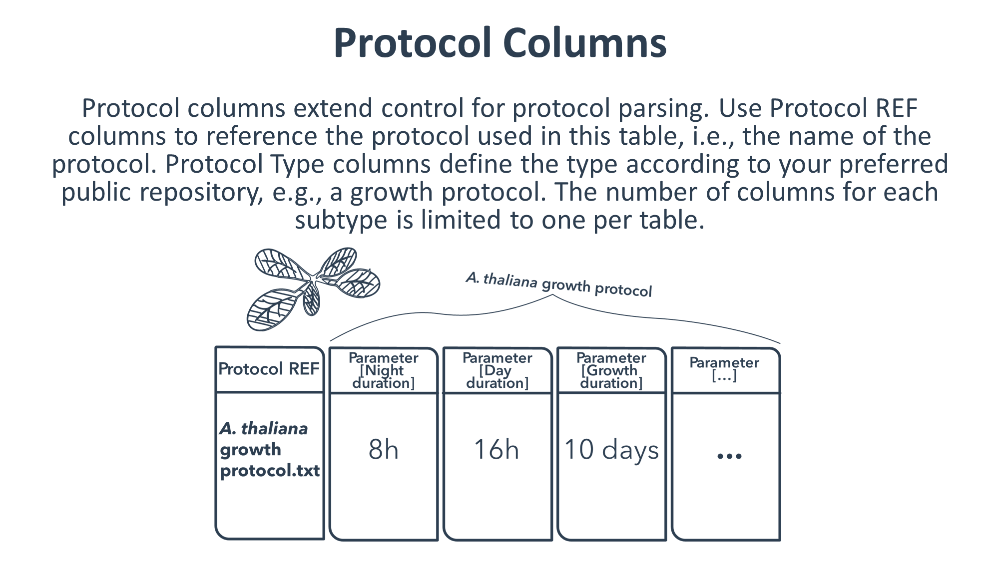 Protocol Columns
Protocol columns extend control for protocol parsing. Use Protocol REF
columns to reference the protocol used in this table, i.e., the name of the
protocol. Protocol Type columns define the type according to your preferred
public repository, e.g., a growth protocol. The number of columns for each
subtype is limited to one per table.
A. thaliana growth protocol
Protocol REF
A. thaliana
growth
protocol.txt
Parameter
[Night
duration]
8h
Parameter
[Day
duration]
16h
Parameter
[Growth
duration]
10 days
Parameter
[...]
...